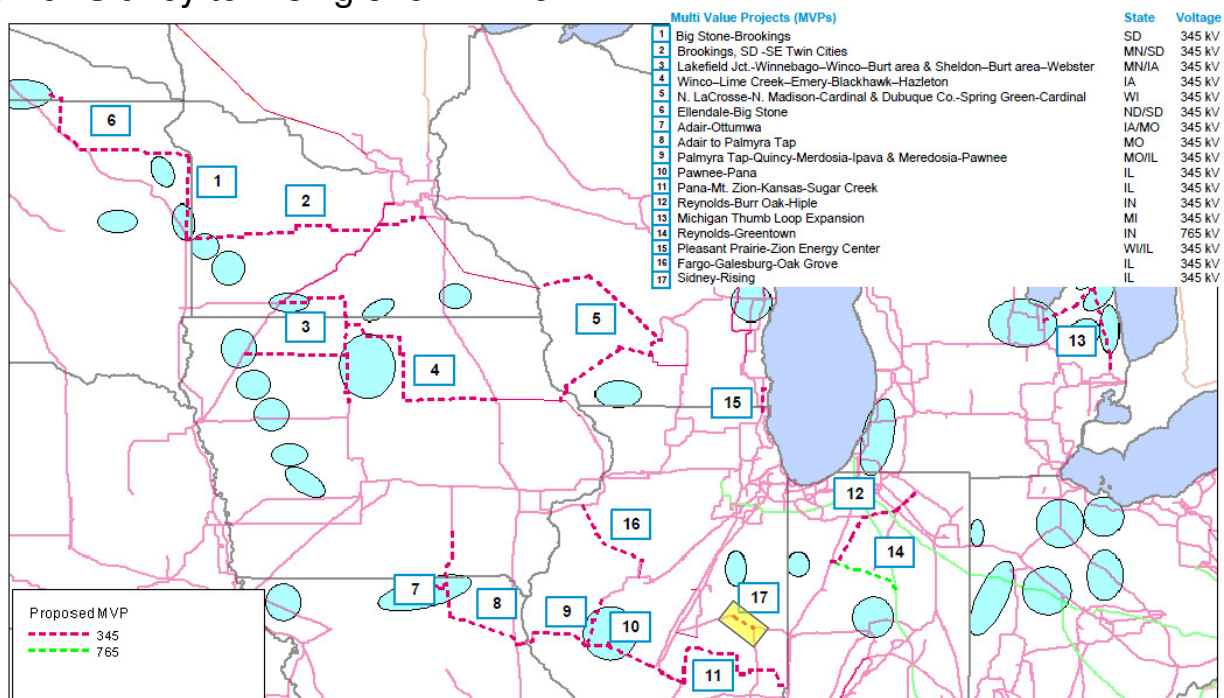 Multi Value Projects (MVPs) State Voltage
1 Big Stone-Brookings SD 345 kV
2 Brookings, SD -SE Twin Cities MN/SD 345 kV
3 Lakefield Jct.-Winnebago–Winco–Burt area & Sheldon–Burt area–Webster MN/IA 345 kV
4 Winco–Lime Creek–Emery-Blackhawk–Hazleton IA 345 kV
5 N. LaCrosse-N. Madison-Cardinal & Dubuque Co.-Spring Green-Cardinal WI 345 kV
6 Ellendale-Big Stone ND/SD 345 kV
7 Adair-Ottumwa IA/MO 345 kV
8 Adair to Palmyra Tap MO 345 kV
9 Palmyra Tap-Quincy-Merdosia-Ipava & Meredosia-Pawnee MO/IL 345 kV
10 Pawnee-Pana IL 345 kV
11 Pana-Mt. Zion-Kansas-Sugar Creek IL 345 kV
12 Reynolds-Burr Oak-Hiple IN 345 kV
13 Michigan Thumb Loop Expansion MI 345 kV
14 Reynolds-Greentown IN 765 kV
15 Pleasant Prairie-Zion Energy Center WI/IL 345 kV
16 Fargo-Galesburg-Oak Grove IL 345 kV
17 Sidney-Rising IL 345 kV
6
1
2
3
5
4
13
15
12
16
14
7
8
9
10
17
11
Proposed MVP
345
765